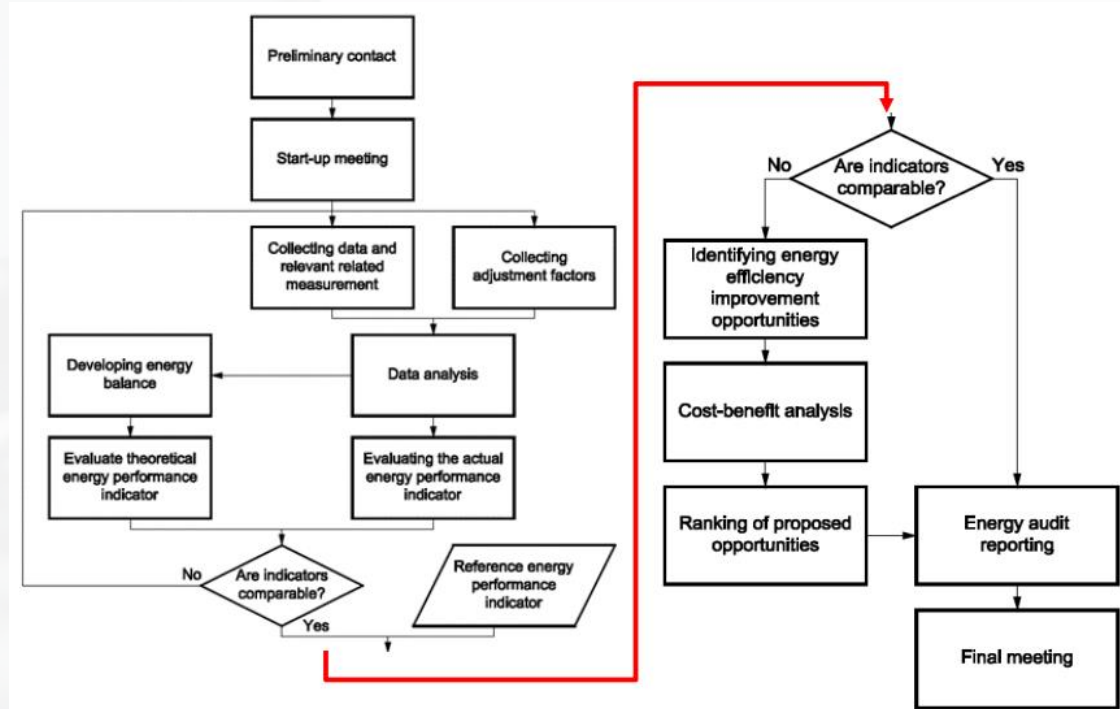 Preliminary contact
Start-up meeting
Collecting data and
relevant related
measurement
Collecting
adjustment factors
Developing energy
balance
Data analysis
Evaluate theoretical
energy performance
indicator
Evaluating the actual
energy performance
indicator
No
Are indicators
comparable?
Yes
Reference energy
performance
indicator
No
Are indicators
comparable?
Yes
Identifying energy
efficiency
improvement
opportunities
Cost-benefit analysis
Ranking of proposed
opportunities
Energy audit
reporting
Final meeting